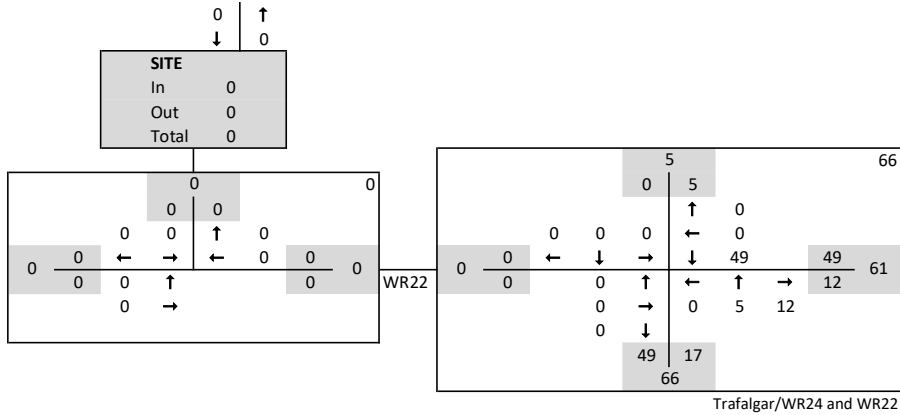 0 ↑
↓ 0
SITE
In 0
Out 0
Total 0
0 0
0 0
0 0 ↑ 0
0 0 ← → ← 0 0 0
0 0 ↑ 0
0 →
WR22
5 66
0 5
↑ 0
0 0 0 ← 0
0 0 ← ↓ → ↓ 49 49 61
0 0 ↑ ← ↑ → 12
0 → 0 5 12
0 ↓
49 17
66
Trafalgar/WR24 and WR22